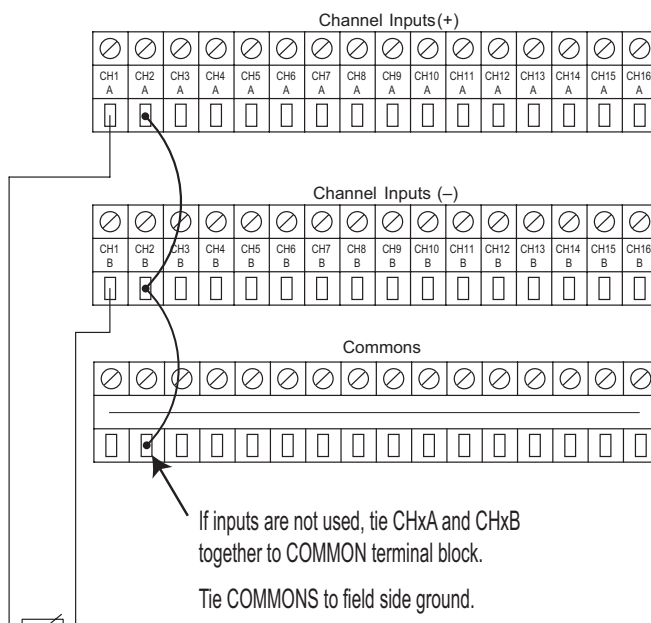 Channel Inputs(+)
CH1 A CH2 A CH3 A CH4 A CH5 A CH6 A CH7 A CH8 A CH9 A CH10 A CH11 A CH12 A CH13 A CH14 A CH15 A CH16 A
Channel Inputs (–)
CH1 B CH2 B CH3 B CH4 B CH5 B CH6 B CH7 B CH8 B CH9 B CH10 B CH11 B CH12 B CH13 B CH14 B CH15 B CH16 B
Commons
If inputs are not used, tie CHxA and CHxB
together to COMMON terminal block.
Tie COMMONS to field side ground.